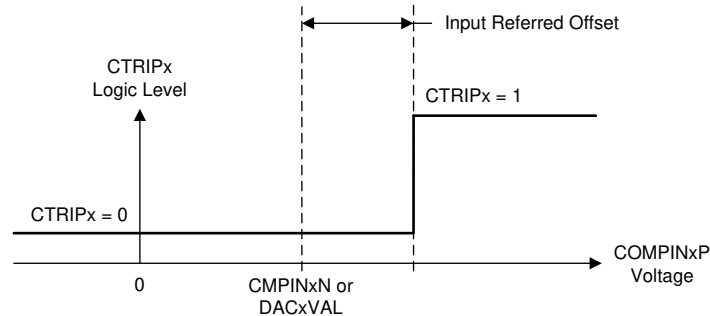 Input Referred Offset
CTRIPx
Logic Level
CTRIPx = 1
CTRIPx = 0
COMPINxP
Voltage
0
CMPINxN or
DACxVAL